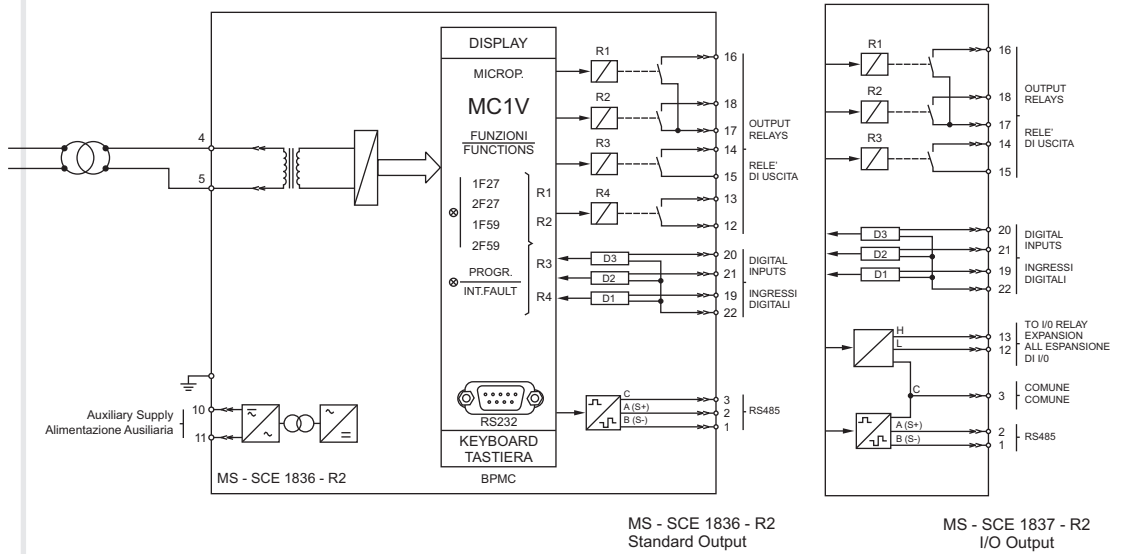 DISPLAY
MICROP.
MC1V
FUNZIONI
FUNCTIONS
1F27
2F27
1F59
2F59
PROGR.
INT.FAULT
R1
R2
R3
R4
RS232
KEYBOARD
TASTIERA
BPMC
4
5
10
11
Auxiliary Supply
Alimentazione Ausiliaria
MS - SCE 1836 - R2
R1
R2
R3
R4
16
18
17
14
15
13
12
OUTPUT
RELAYS
RELE'
DI USCITA
D3
D2
D1
20
21
19
22
DIGITAL
INPUTS
INGRESSI
DIGITALI
C
A (S+)
B (S-)
3
2
1
RS485
MS - SCE 1836 - R2
Standard Output
R1
R2
R3
16
18
17
14
15
OUTPUT
RELAYS
RELE'
DI USCITA
D3
D2
D1
20
21
19
22
DIGITAL
INPUTS
INGRESSI
DIGITALI
H
L
13
12
TO I/0 RELAY
EXPANSION
ALL ESPANSIONE
DI I/0
C
3
COMUNE
COMUNE
A (S+)
B (S-)
2
1
RS485
MS - SCE 1837 - R2
I/O Output